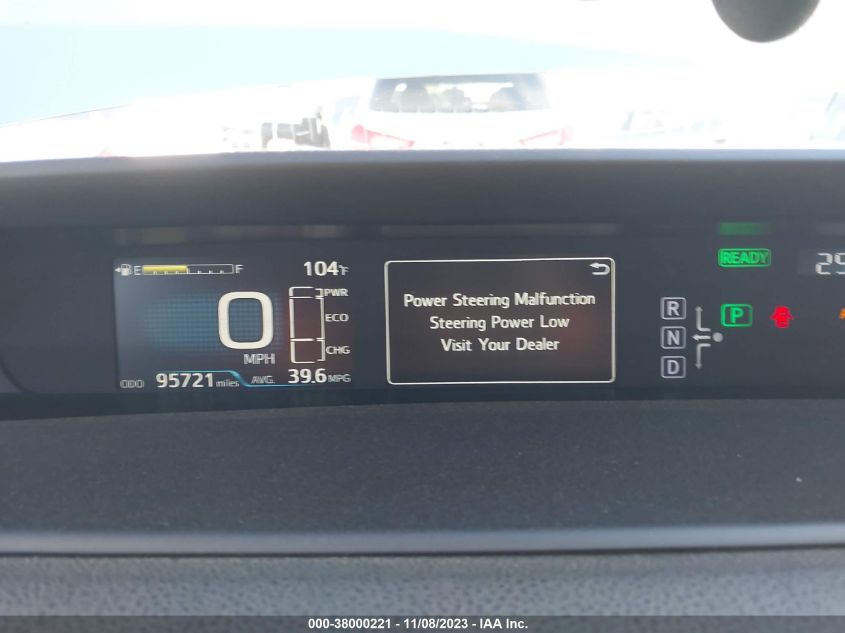 E F 104°F
0
MPH
PWR
ECO
CHG
ODO 95721 miles AVG. 39.6 MPG
Power Steering Malfunction
Steering Power Low
Visit Your Dealer
READY
R
N
D
P
000-38000221 - 11/08/2023 - IAA Inc.